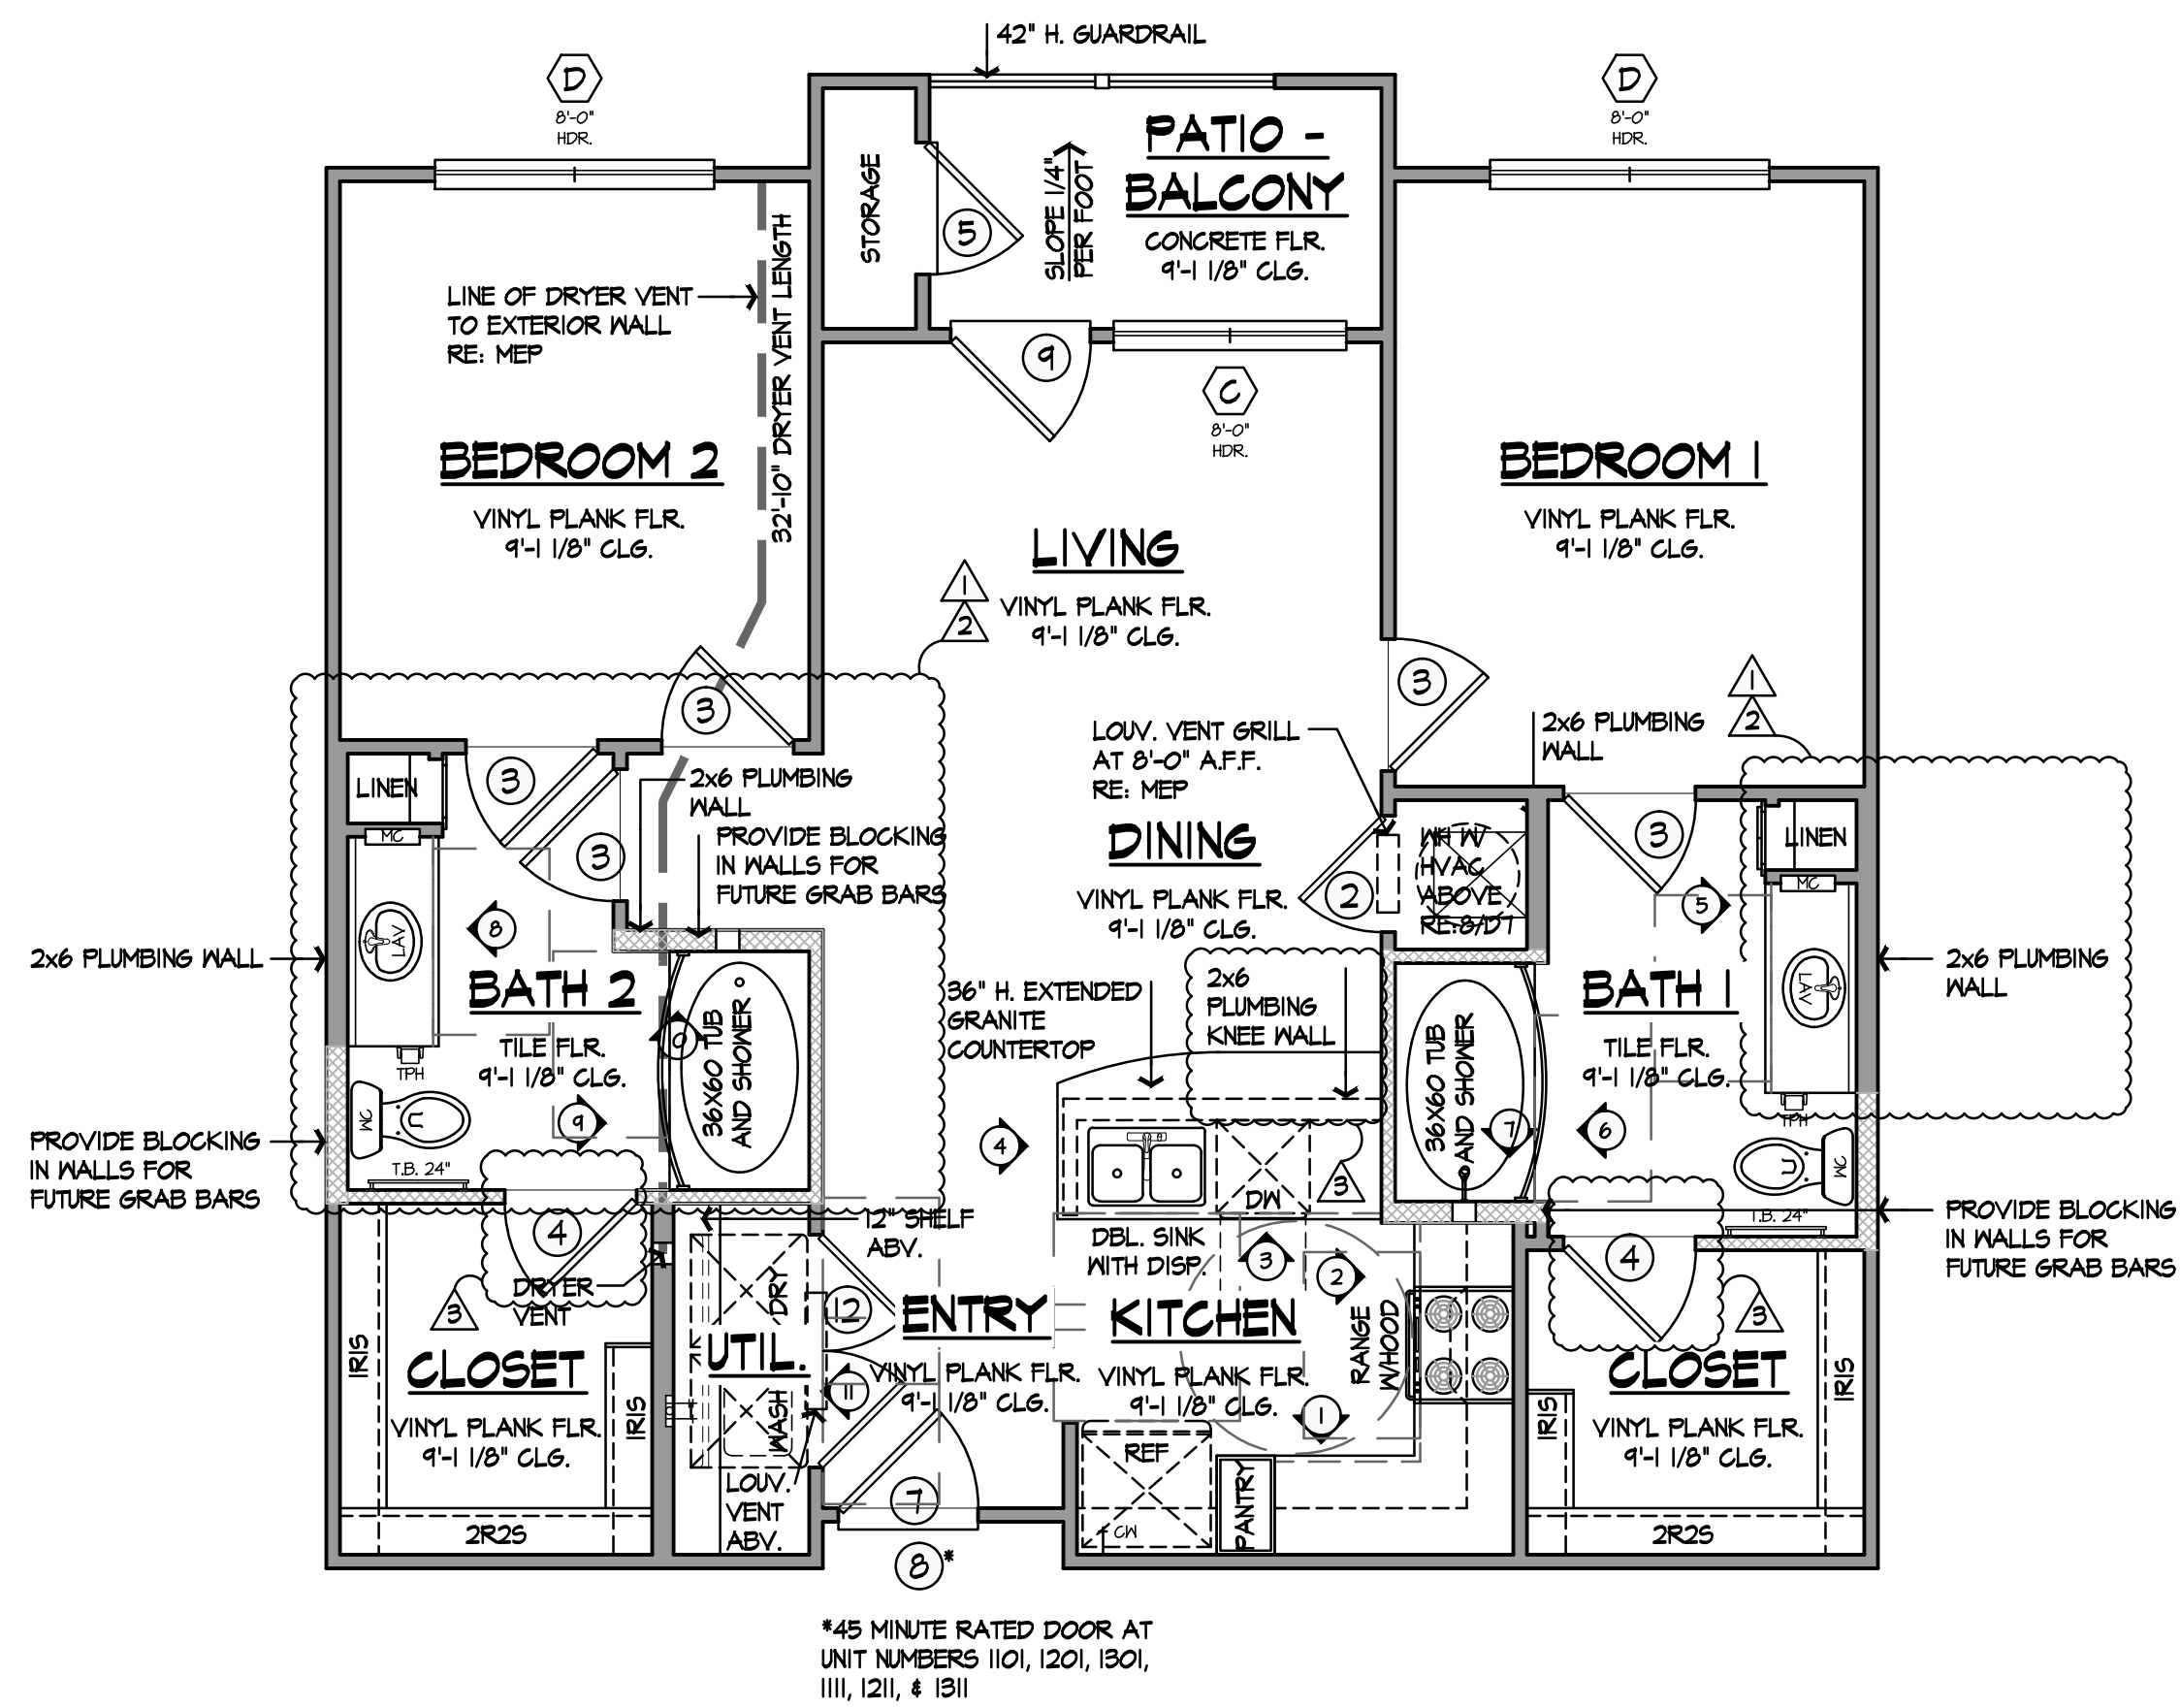 42" H. GUARDRAIL
D
8'-0"
HDR.
D
8'-0"
HDR.
STORAGE
5
SLOPE 1/4"
PER FOOT
PATIO -
BALCONY
CONCRETE FLR.
9'-1 1/8" CLG.
LINE OF DRYER VENT
TO EXTERIOR WALL
RE: MEP
32'-10" DRYER VENT LENGTH
9
C
8'-0"
HDR.
BEDROOM 2
VINYL PLANK FLR.
9'-1 1/8" CLG.
BEDROOM 1
VINYL PLANK FLR.
9'-1 1/8" CLG.
LIVING
VINYL PLANK FLR.
9'-1 1/8" CLG.
1
2
3
3
1
2
2x6 PLUMBING
WALL
LOUV. VENT GRILL
AT 8'-0" A.F.F.
RE: MEP
LINEN
MC
3
3
2x6 PLUMBING
WALL
PROVIDE BLOCKING
IN WALLS FOR
FUTURE GRAB BARS
DINING
VINYL PLANK FLR.
9'-1 1/8" CLG.
2
WH W/
HVAC
ABOVE
RE:8/D7
3
LINEN
MC
5
8
LAV
2x6 PLUMBING WALL
BATH 2
TILE FLR.
9'-1 1/8" CLG.
TPH
MC
9
0
36X60 TUB
AND SHOWER
T.B. 24"
PROVIDE BLOCKING
IN WALLS FOR
FUTURE GRAB BARS
36" H. EXTENDED
GRANITE
COUNTERTOP
2x6
PLUMBING
KNEE WALL
4
36X60 TUB
AND SHOWER
7
6
BATH 1
TILE FLR.
9'-1 1/8" CLG.
LAV
TPH
MC
T.B. 24"
2x6 PLUMBING
WALL
PROVIDE BLOCKING
IN WALLS FOR
FUTURE GRAB BARS
DW
3
DBL. SINK
WITH DISP.
3
2
4
12" SHELF
ABV.
DRYER
VENT
3
IRIS
CLOSET
VINYL PLANK FLR.
9'-1 1/8" CLG.
IRIS
2R2S
DRY
UTIL.
WASH
12
11
LOUV.
VENT
ABV.
ENTRY
VINYL PLANK FLR.
9'-1 1/8" CLG.
7
8*
KITCHEN
VINYL PLANK FLR.
9'-1 1/8" CLG.
RANGE
W/HOOD
1
REF
CW
PANTRY
4
3
CLOSET
VINYL PLANK FLR.
9'-1 1/8" CLG.
IRIS
IRIS
2R2S
*45 MINUTE RATED DOOR AT
UNIT NUMBERS 1101, 1201, 1301,
1111, 1211, & 1311